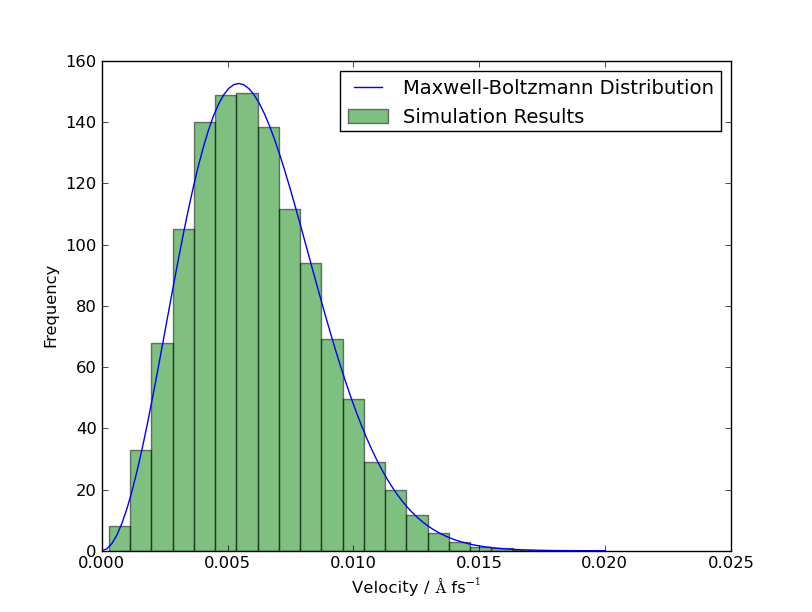 160
140
120
100
80
60
40
20
0
Frequency
Maxwell-Boltzmann Distribution
Simulation Results
0.000 0.005 0.010 0.015 0.020 0.025
Velocity / Å fs⁻¹